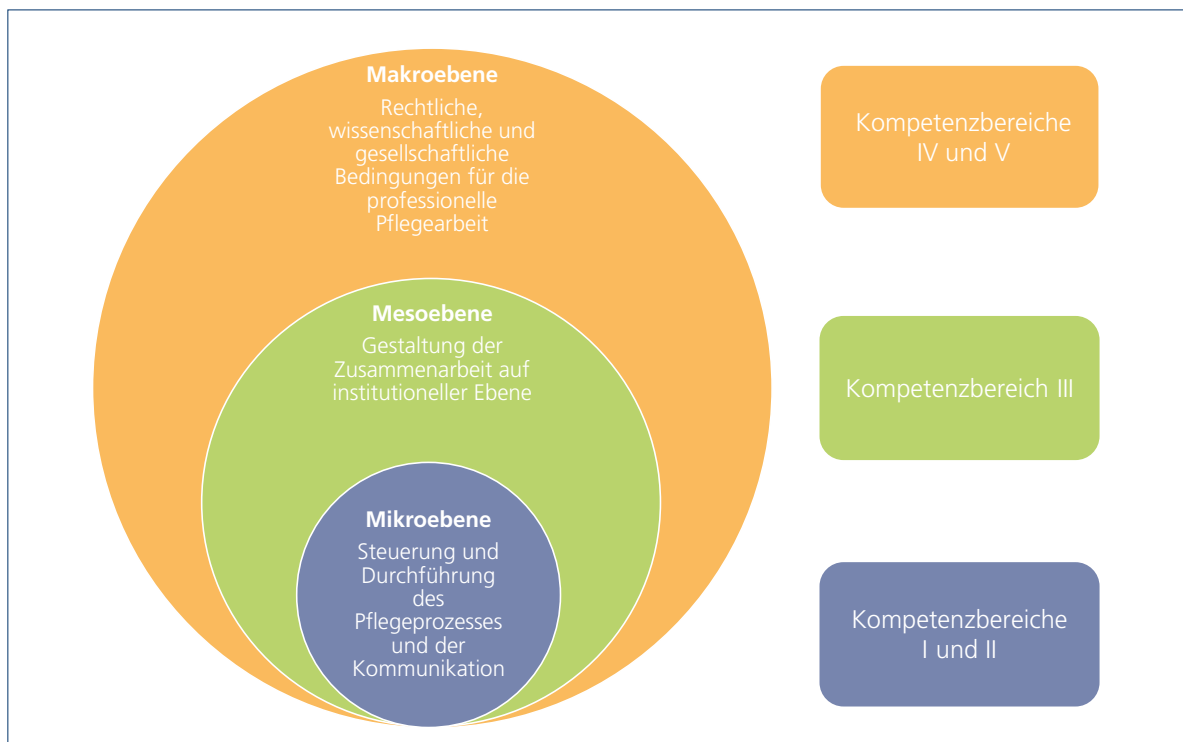 Makroebene
Rechtliche,
wissenschaftliche und
gesellschaftliche
Bedingungen für die
professionelle
Pflegearbeit
Kompetenzbereiche
IV und V
Mesoebene
Gestaltung der
Zusammenarbeit auf
institutioneller Ebene
Kompetenzbereich III
Mikroebene
Steuerung und
Durchführung
des
Pflegeprozesses
und der
Kommunikation
Kompetenzbereiche
I und II